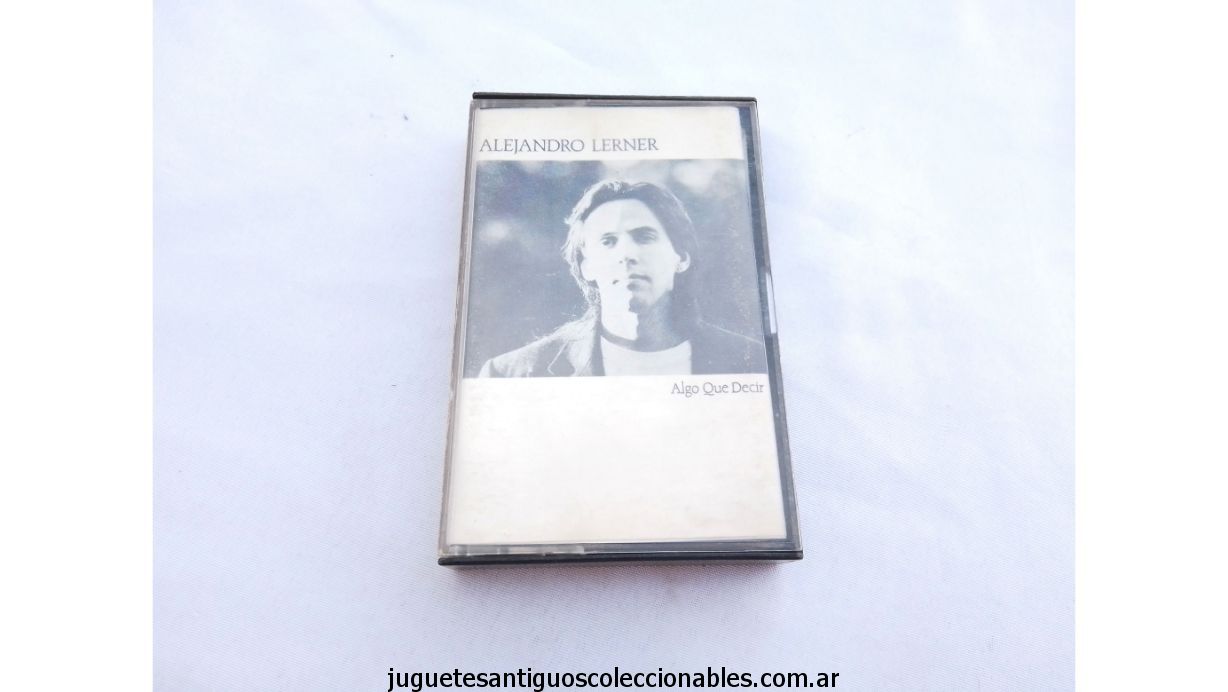 ALEJANDRO LERNER
Algo Que Decir
juguetesantiguoscoleccionables.com.ar